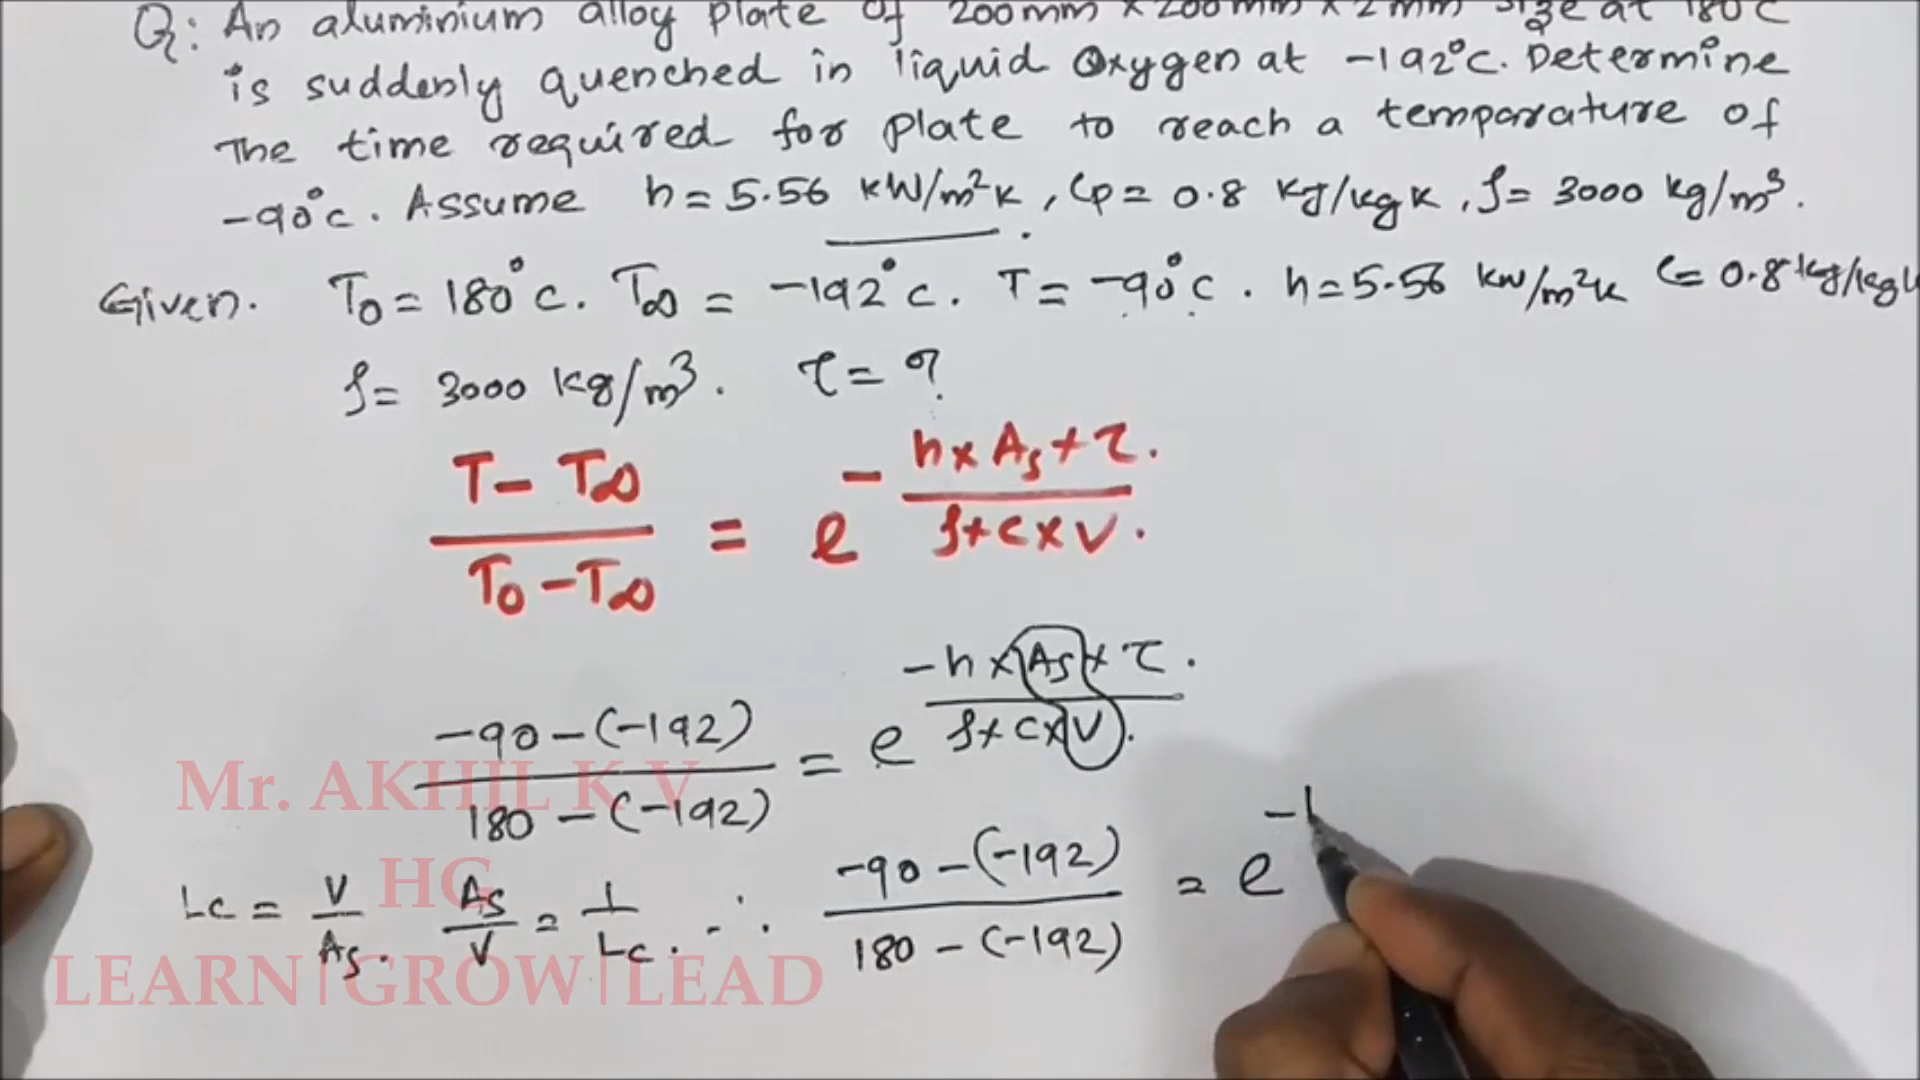 Q: An aluminium alloy plate of 200mm × 200mm × 2mm size at 180°C
is suddenly quenched in liquid Oxygen at -192°C. Determine
The time required for plate to reach a temparature of
-90°C. Assume h = 5.56 kW/m²K, Cp = 0.8 KJ/kgK, ρ = 3000 kg/m³.
Given. T₀ = 180°C. T∞ = -192°C. T = -90°C. h = 5.56 kW/m²K C = 0.8 kJ/kgK
ρ = 3000 kg/m³. τ = ?
(T - T∞)/(T₀ - T∞) = e^-(h × As × τ)/(ρ × C × V).
(-90 - (-192))/(180 - (-192)) = e^(-h × As × τ)/(ρ × C × V).
Lc = V/As. As/V = 1/Lc. ∴ (-90 - (-192))/(180 - (-192)) = e^-
Mr. AKHIL K V
HG
LEARN|GROW|LEAD